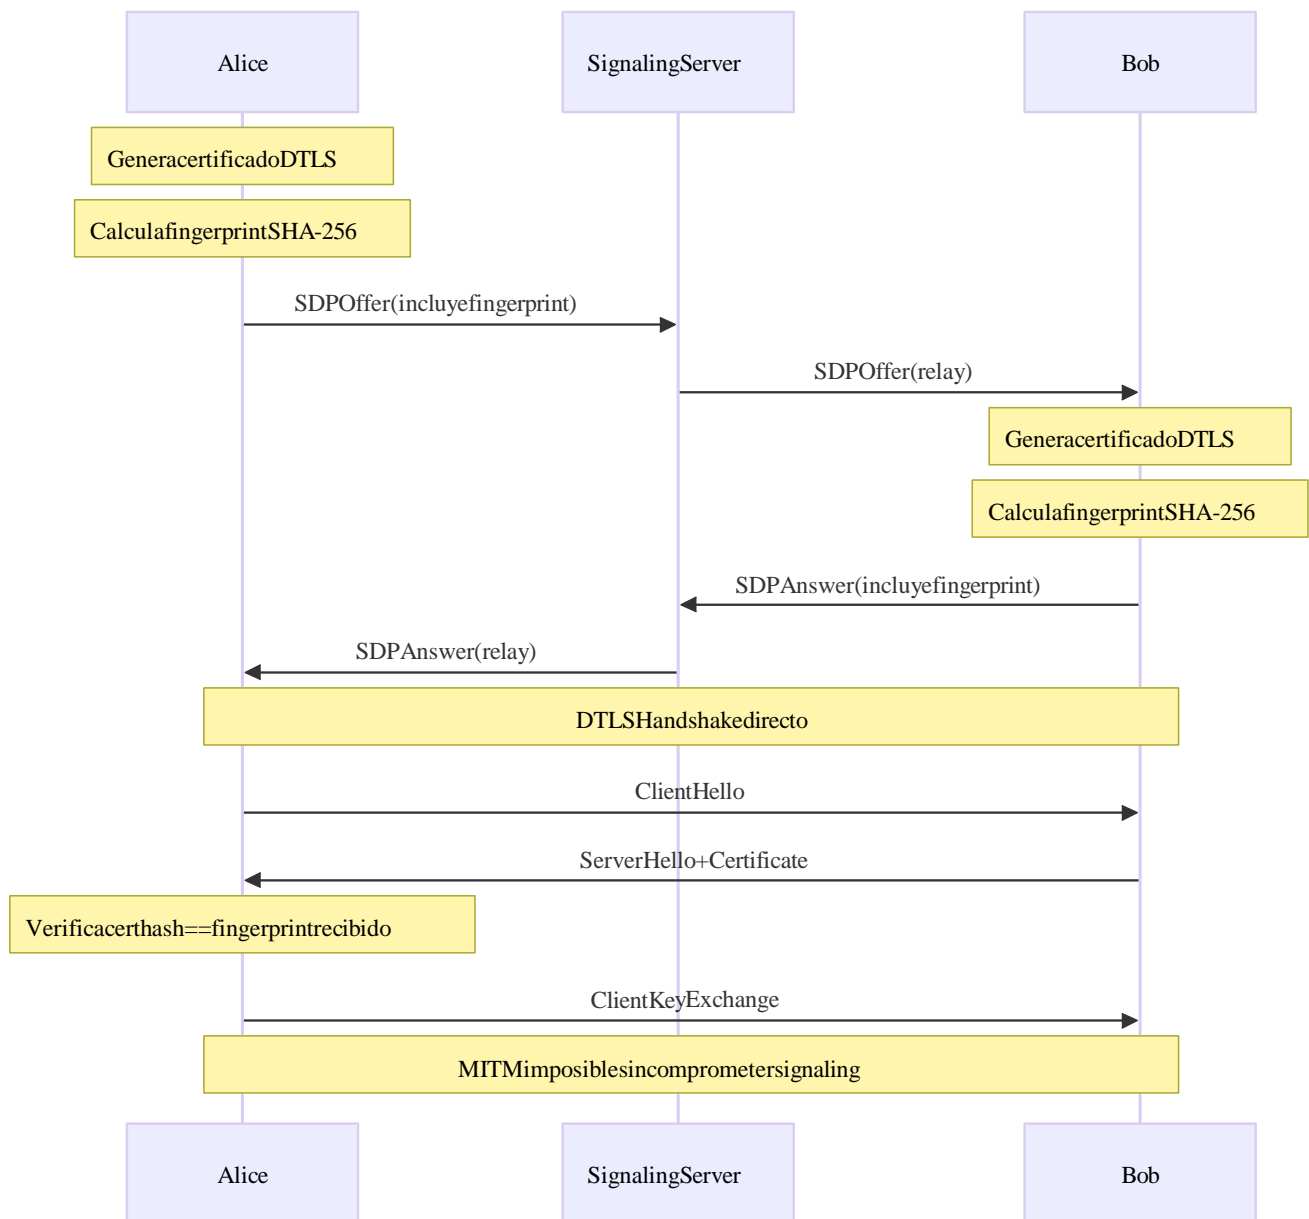 Alice
SignalingServer
Bob
GeneracertificadoDTLS
CalculafingerprintSHA-256
SDPOffer(incluyefingerprint)
SDPOffer(relay)
GeneracertificadoDTLS
CalculafingerprintSHA-256
SDPAnswer(incluyefingerprint)
SDPAnswer(relay)
DTLSHandshakedirecto
ClientHello
ServerHello+Certificate
Verificacerthash==fingerprintrecibido
ClientKeyExchange
MITMimposiblesincomprometersignaling
Alice
SignalingServer
Bob